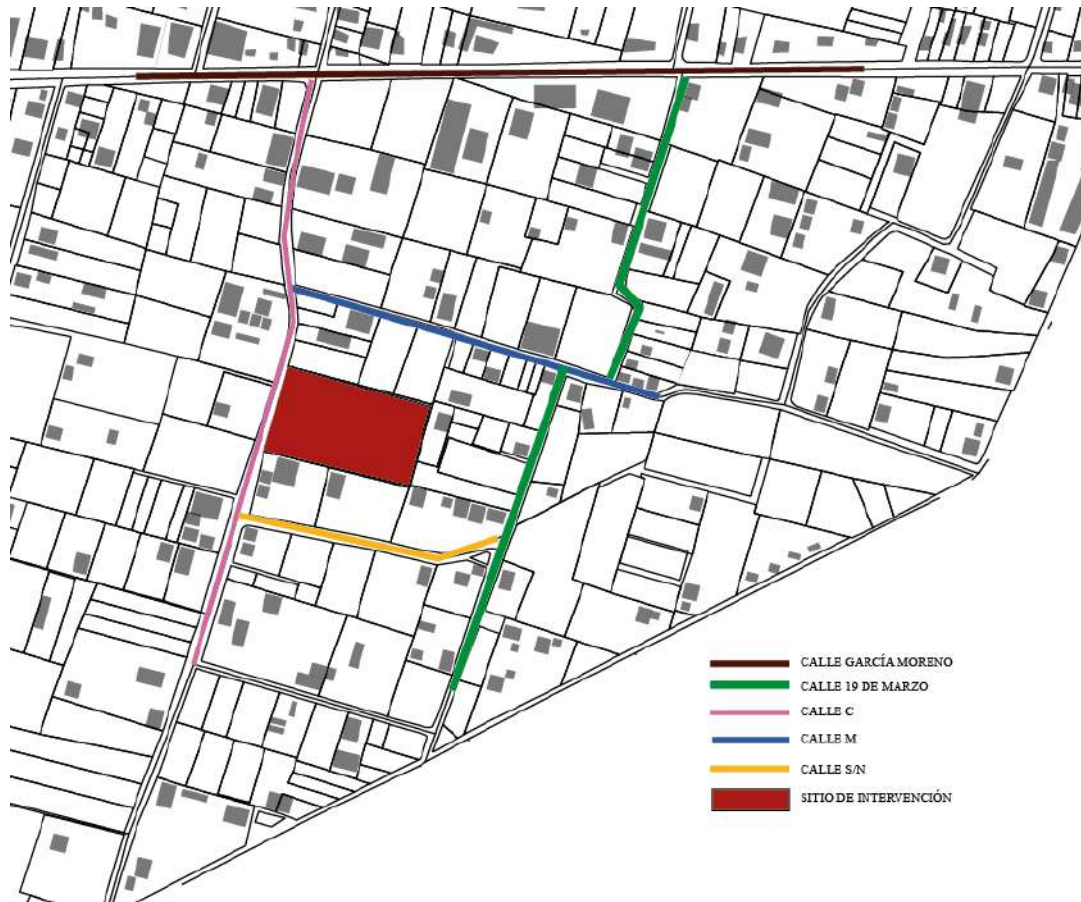 CALLE GARCÍA MORENO
CALLE 19 DE MARZO
CALLE C
CALLE M
CALLE S/N
SITIO DE INTERVENCIÓN